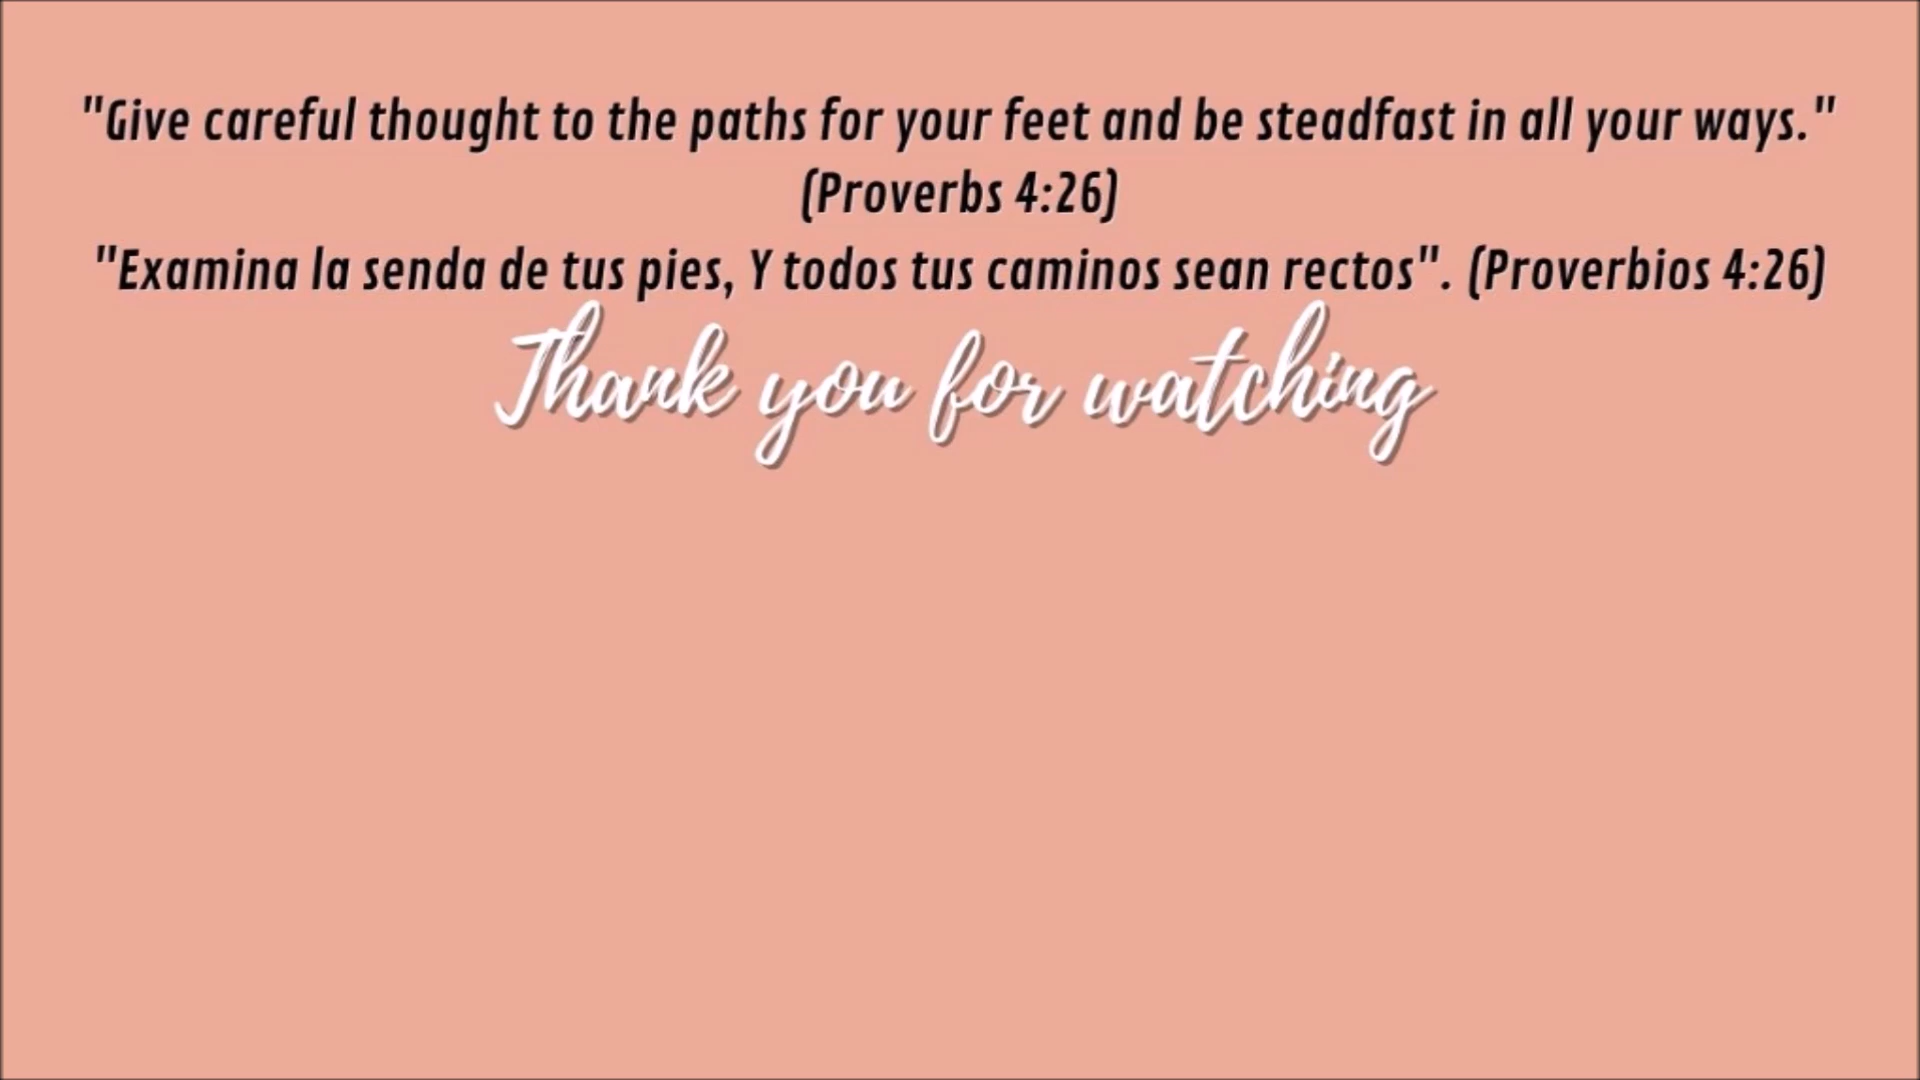 "Give careful thought to the paths for your feet and be steadfast in all your ways."
(Proverbs 4:26)
"Examina la senda de tus pies, Y todos tus caminos sean rectos". (Proverbios 4:26)
Thank you for watching